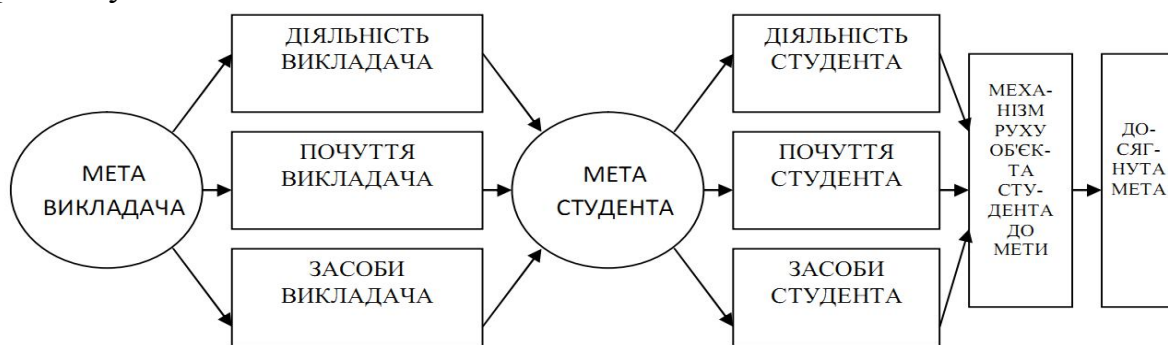 ДІЯЛЬНІСТЬ
ВИКЛАДАЧА
ПОЧУТТЯ
ВИКЛАДАЧА
ЗАСОБИ
ВИКЛАДАЧА
МЕТА
ВИКЛАДАЧА
МЕТА
СТУДЕНТА
ДІЯЛЬНІСТЬ
СТУДЕНТА
ПОЧУТТЯ
СТУДЕНТА
ЗАСОБИ
СТУДЕНТА
МЕХА-
НІЗМ
РУХУ
ОБ'ЄК-
ТА
СТУ-
ДЕНТА
ДО
МЕТИ
ДО-
СЯГ-
НУТА
МЕТА